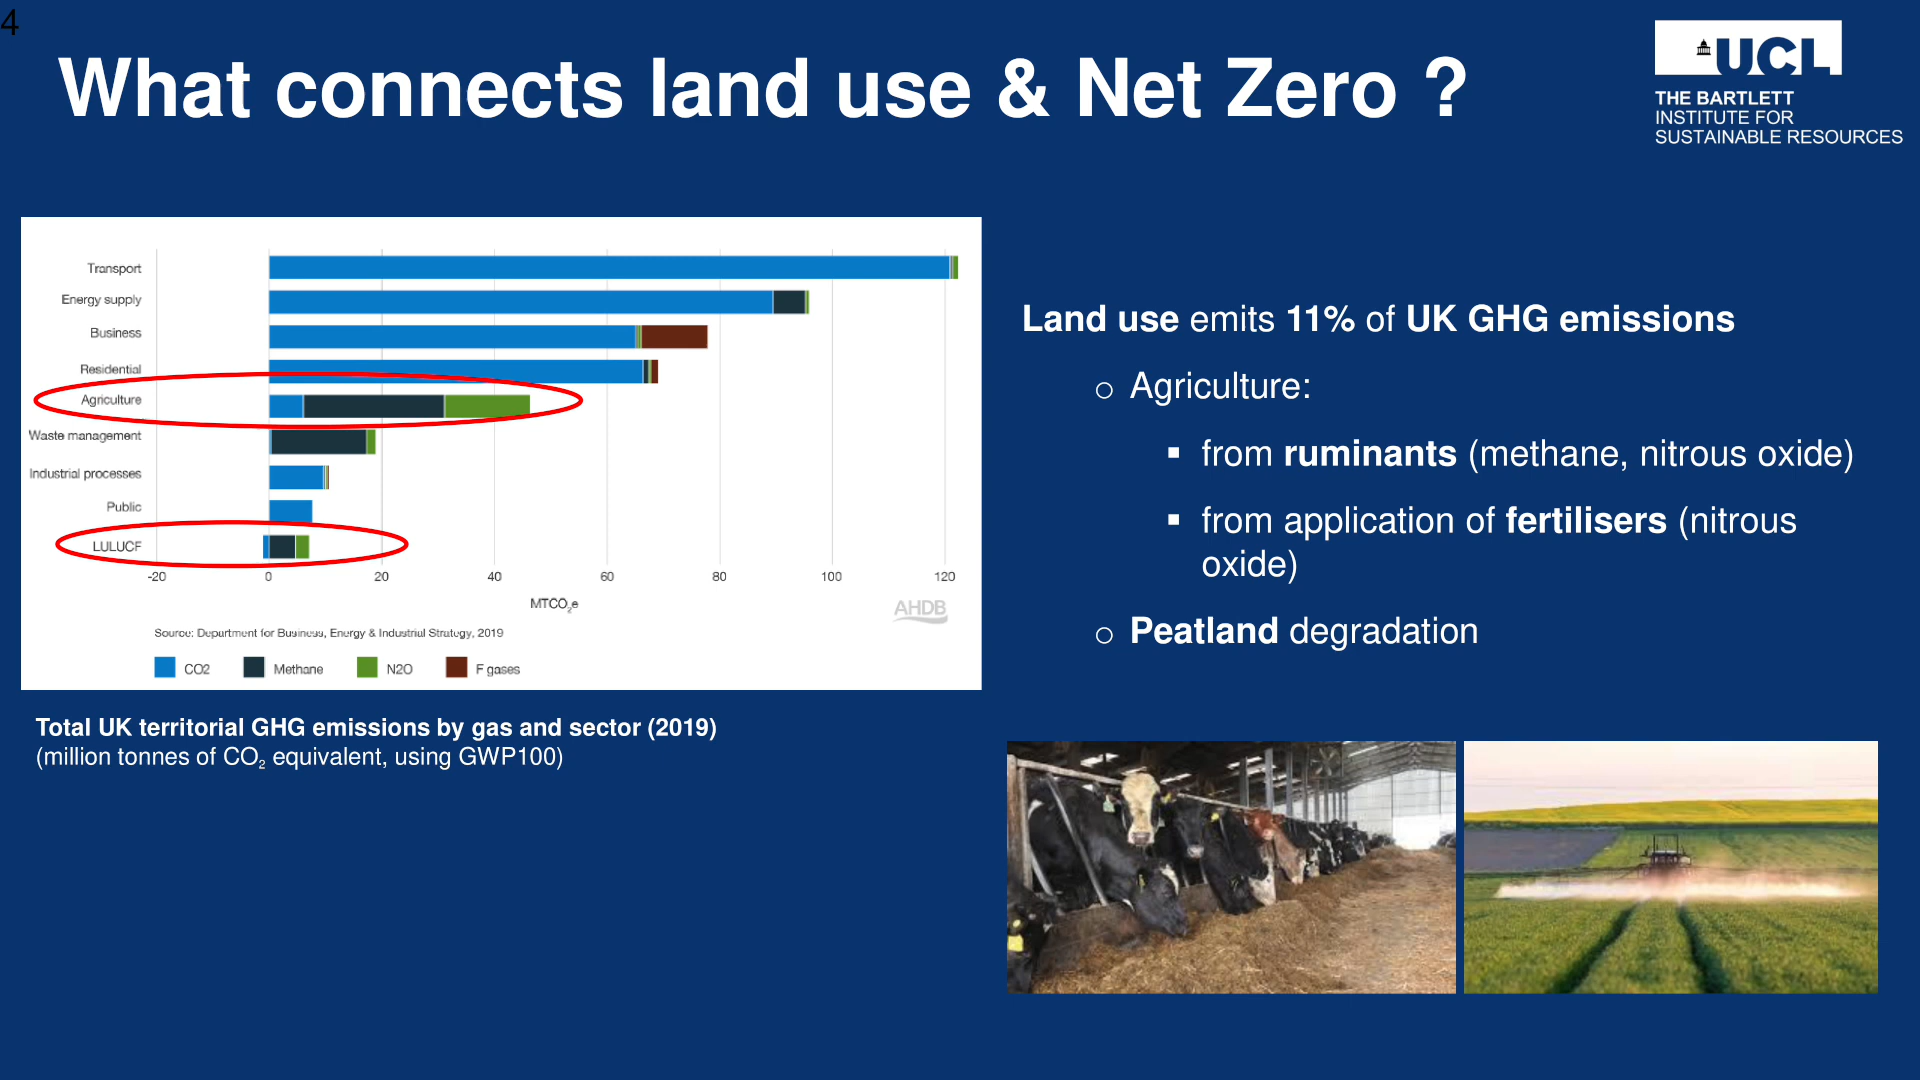 4
What connects land use & Net Zero ?
UCL
THE BARTLETT
INSTITUTE FOR
SUSTAINABLE RESOURCES
Transport
Energy supply
Business
Residential
Agriculture
Waste management
Industrial processes
Public
LULUCF
-20 0 20 40 60 80 100 120
MTCO₂e
AHDB
Source: Department for Business, Energy & Industrial Strategy, 2019
CO2 Methane N2O F gases
Total UK territorial GHG emissions by gas and sector (2019)
(million tonnes of CO₂ equivalent, using GWP100)
Land use emits 11% of UK GHG emissions
o Agriculture:
▪ from ruminants (methane, nitrous oxide)
▪ from application of fertilisers (nitrous
oxide)
o Peatland degradation